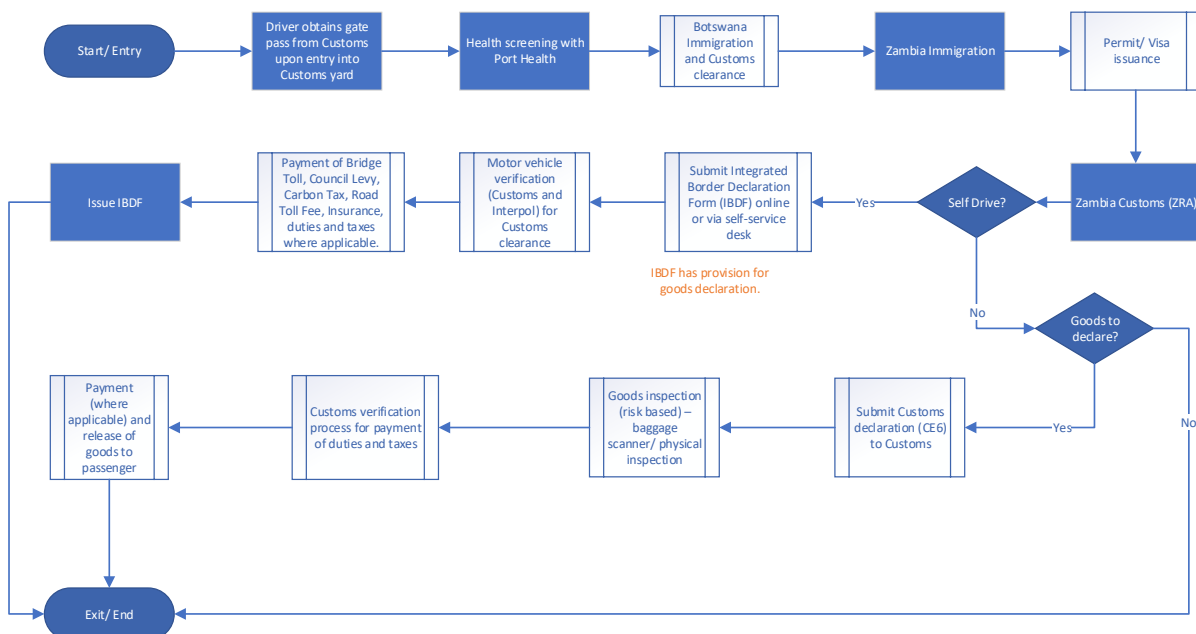 Start/ Entry
Driver obtains gate
pass from Customs
upon entry into
Customs yard
Health screening with
Port Health
Botswana
Immigration
and Customs
clearance
Zambia Immigration
Permit/ Visa
issuance
Issue IBDF
Payment of Bridge
Toll, Council Levy,
Carbon Tax, Road
Toll Fee, Insurance,
duties and taxes
where applicable.
Motor vehicle
verification
(Customs and
Interpol) for
Customs
clearance
Submit Integrated
Border Declaration
Form (IBDF) online
or via self-service
desk
Yes
Self Drive?
Zambia Customs (ZRA)
IBDF has provision for
goods declaration.
No
Goods to
declare?
Payment
(where
applicable) and
release of
goods to
passenger
Customs verification
process for payment
of duties and taxes
Goods inspection
(risk based) –
baggage
scanner/ physical
inspection
Submit Customs
declaration (CE6)
to Customs
Yes
No
Exit/ End